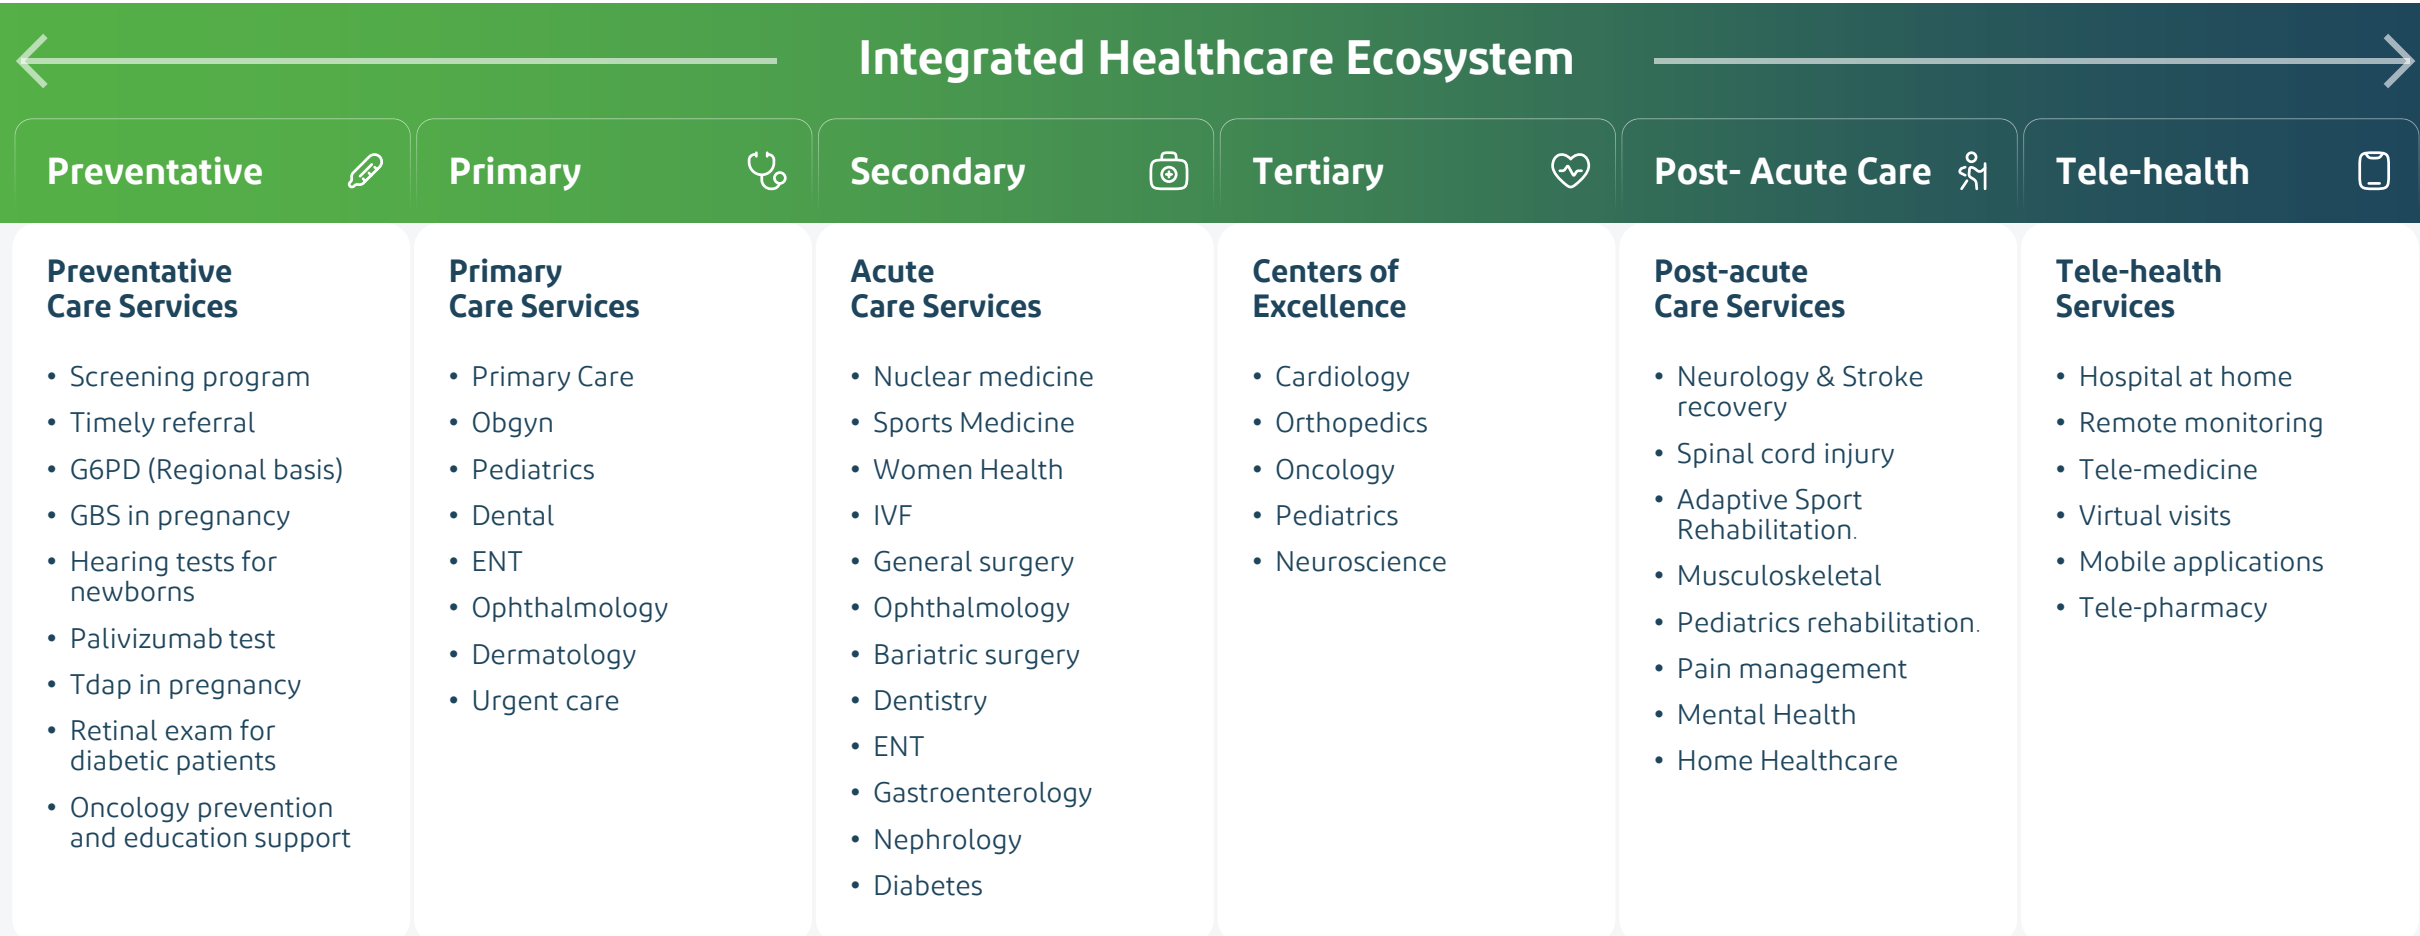 Integrated Healthcare Ecosystem
Preventative
Primary
Secondary
Tertiary
Post- Acute Care
Tele-health
Preventative
Care Services
• Screening program
• Timely referral
• G6PD (Regional basis)
• GBS in pregnancy
• Hearing tests for
newborns
• Palivizumab test
• Tdap in pregnancy
• Retinal exam for
diabetic patients
• Oncology prevention
and education support
Primary
Care Services
• Primary Care
• Obgyn
• Pediatrics
• Dental
• ENT
• Ophthalmology
• Dermatology
• Urgent care
Acute
Care Services
• Nuclear medicine
• Sports Medicine
• Women Health
• IVF
• General surgery
• Ophthalmology
• Bariatric surgery
• Dentistry
• ENT
• Gastroenterology
• Nephrology
• Diabetes
Centers of
Excellence
• Cardiology
• Orthopedics
• Oncology
• Pediatrics
• Neuroscience
Post-acute
Care Services
• Neurology & Stroke
recovery
• Spinal cord injury
• Adaptive Sport
Rehabilitation.
• Musculoskeletal
• Pediatrics rehabilitation.
• Pain management
• Mental Health
• Home Healthcare
Tele-health
Services
• Hospital at home
• Remote monitoring
• Tele-medicine
• Virtual visits
• Mobile applications
• Tele-pharmacy